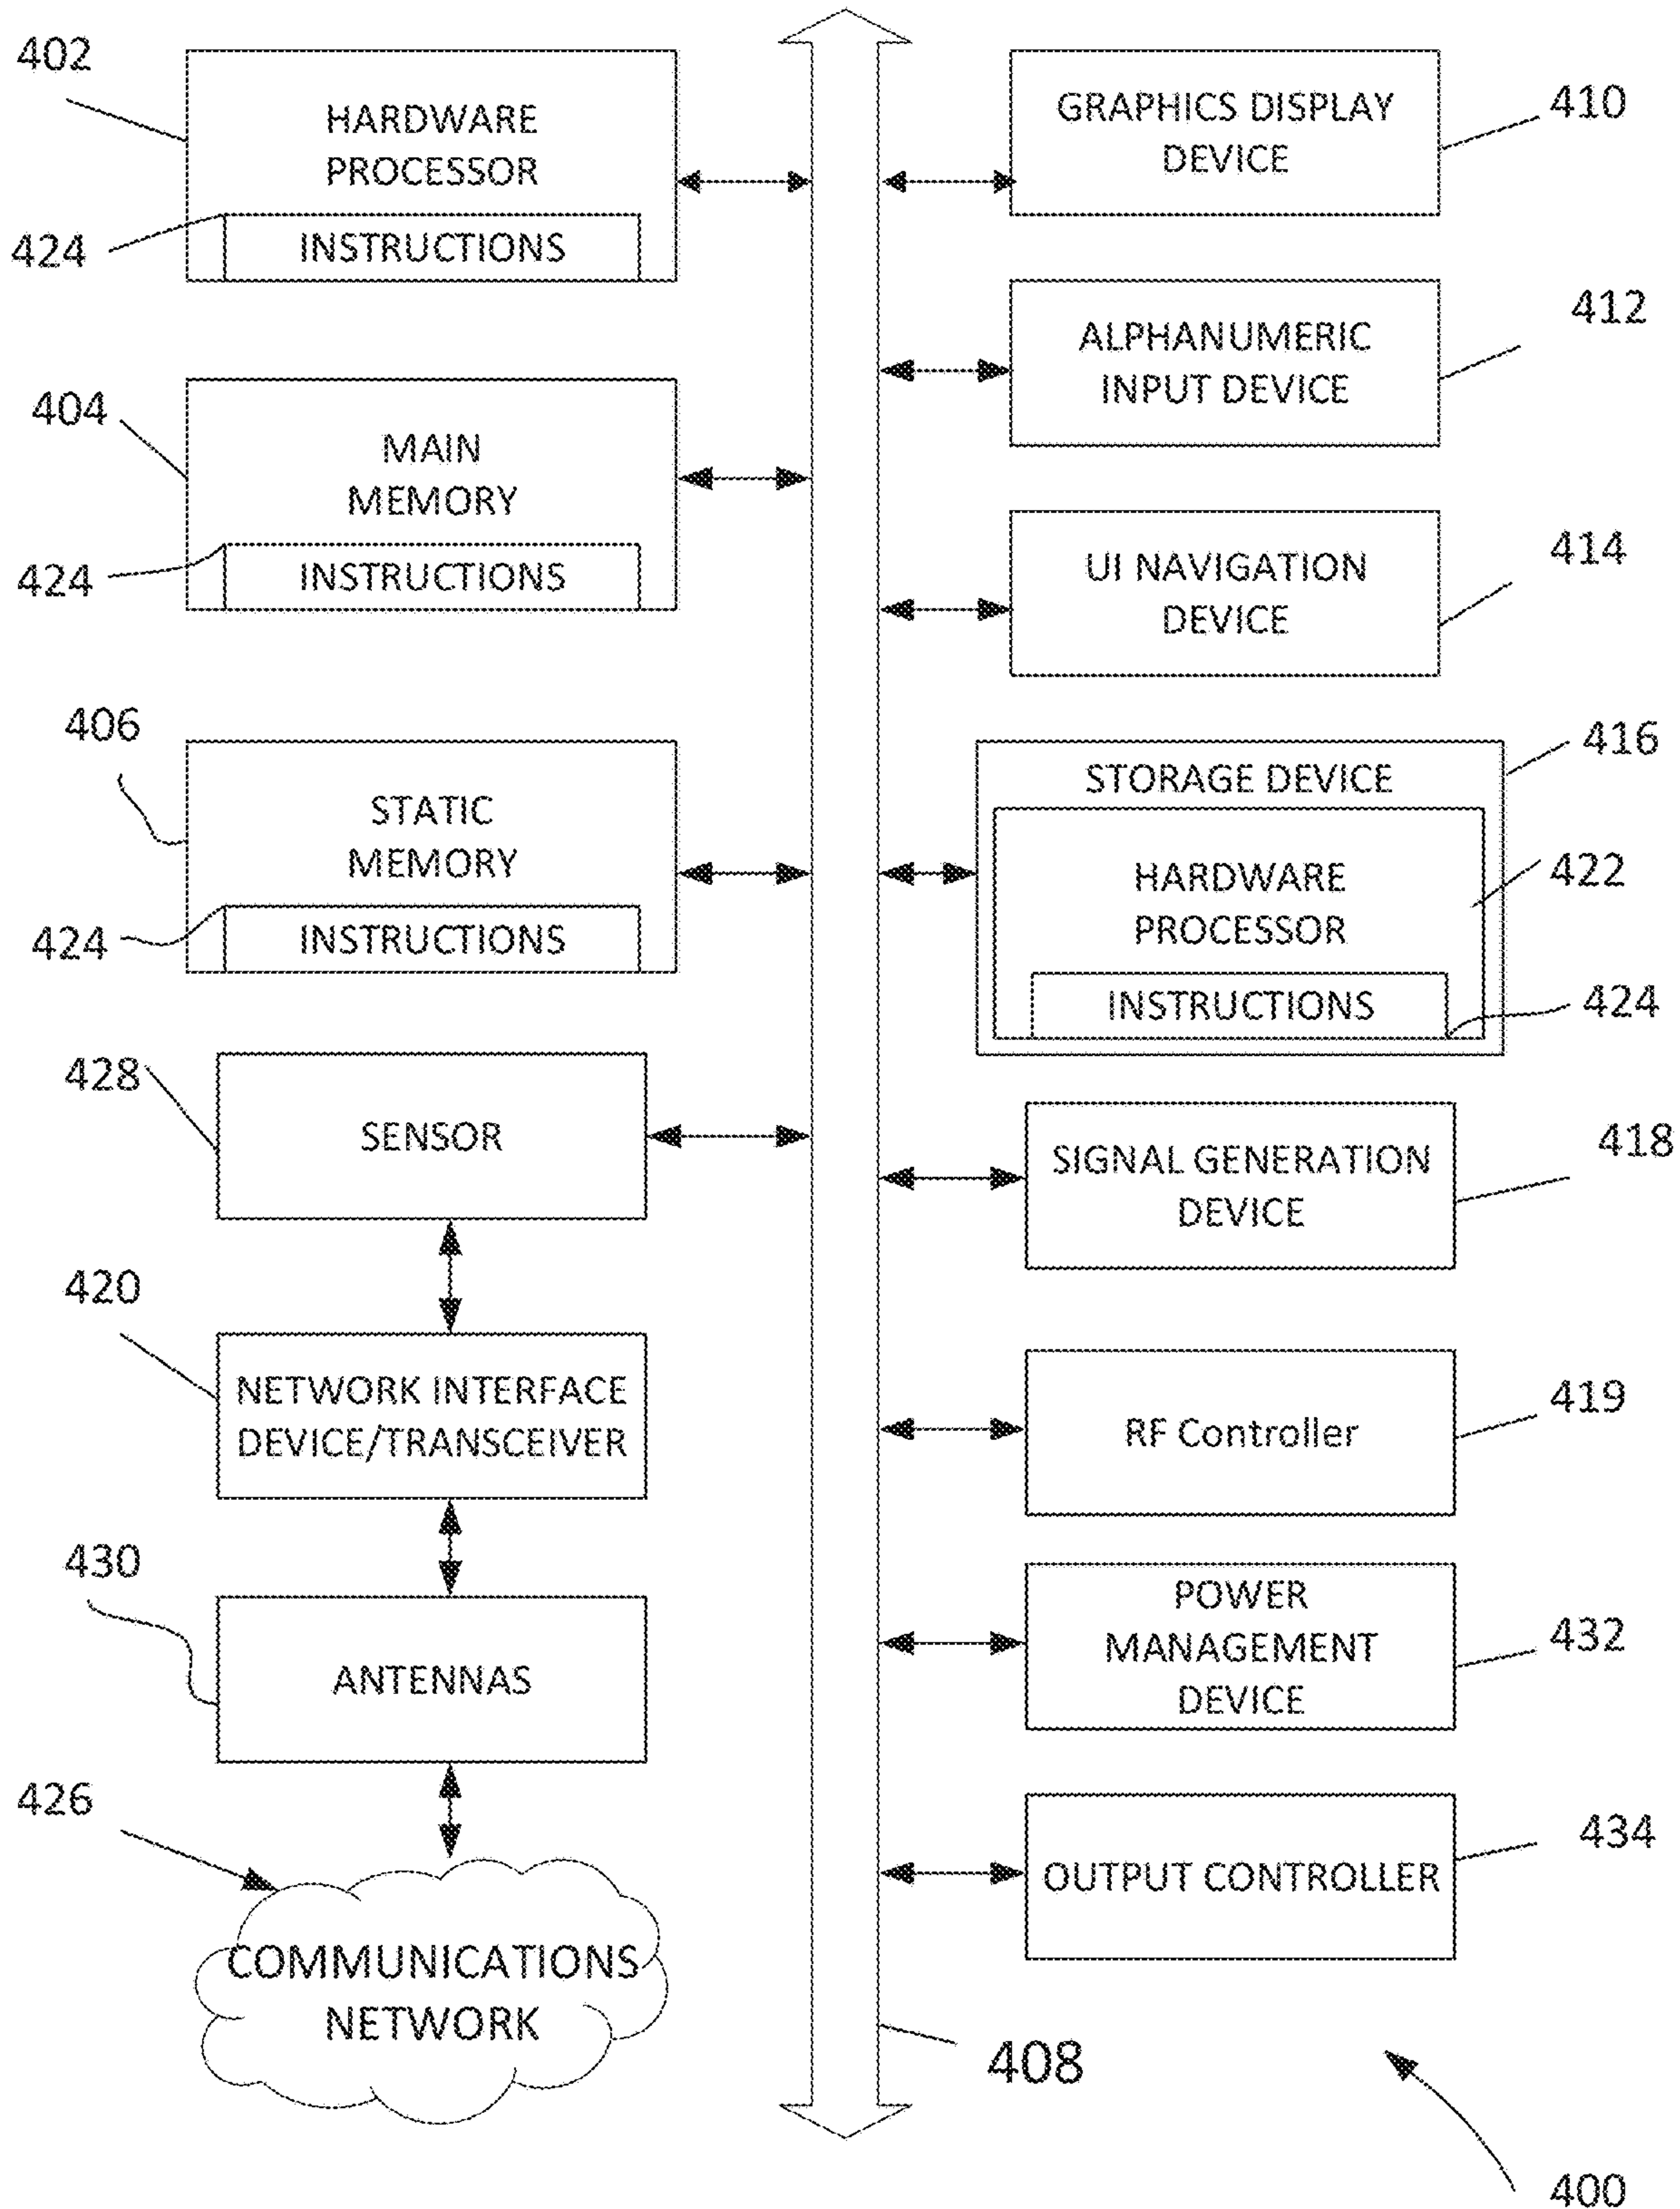 402
HARDWARE
PROCESSOR
424
INSTRUCTIONS
404
MAIN
MEMORY
424
INSTRUCTIONS
406
STATIC
MEMORY
424
INSTRUCTIONS
428
SENSOR
420
NETWORK INTERFACE
DEVICE/TRANSCEIVER
430
ANTENNAS
426
COMMUNICATIONS
NETWORK
GRAPHICS DISPLAY
DEVICE
410
ALPHANUMERIC
INPUT DEVICE
412
UI NAVIGATION
DEVICE
414
STORAGE DEVICE
416
HARDWARE
PROCESSOR
422
INSTRUCTIONS
424
SIGNAL GENERATION
DEVICE
418
RF Controller
419
POWER
MANAGEMENT
DEVICE
432
OUTPUT CONTROLLER
434
408
400